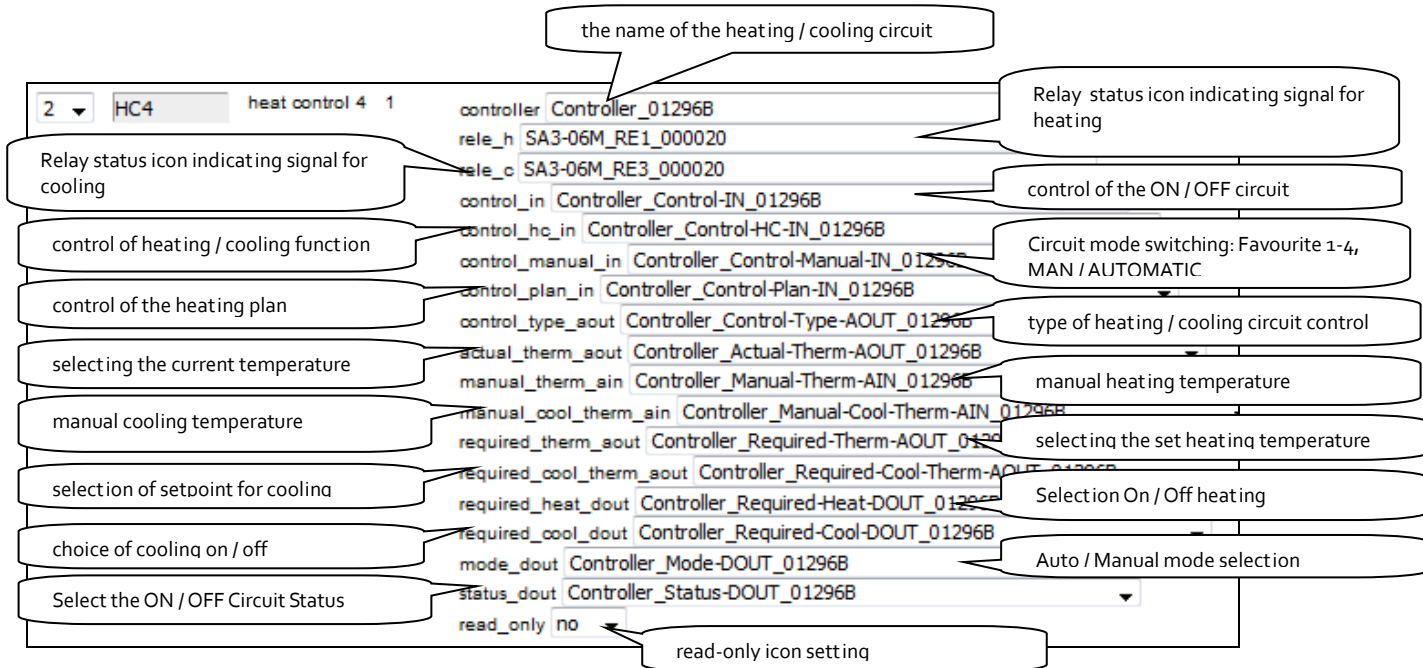 the name of the heating / cooling circuit
2 HC4 heat control 4 1
controller Controller_01296B
Relay status icon indicating signal for
heating
rele_h SA3-06M_RE1_000020
Relay status icon indicating signal for
cooling
rele_c SA3-06M_RE3_000020
control_in Controller_Control-IN_01296B
control of the ON / OFF circuit
control_hc_in Controller_Control-HC-IN_01296B
control of heating / cooling function
control_manual_in Controller_Control-Manual-IN_01296B
Circuit mode switching: Favourite 1-4,
MAN / AUTOMATIC
control_plan_in Controller_Control-Plan-IN_01296B
control of the heating plan
control_type_aout Controller_Control-Type-AOUT_01296B
type of heating / cooling circuit control
actual_therm_aout Controller_Actual-Therm-AOUT_01296B
selecting the current temperature
manual_therm_ain Controller_Manual-Therm-AIN_01296B
manual heating temperature
manual_cool_therm_ain Controller_Manual-Cool-Therm-AIN_01296B
manual cooling temperature
required_therm_aout Controller_Required-Therm-AOUT_01296
selecting the set heating temperature
required_cool_therm_aout Controller_Required-Cool-Therm-AOUT_01296B
selection of setpoint for cooling
required_heat_dout Controller_Required-Heat-DOUT_01296B
Selection On / Off heating
required_cool_dout Controller_Required-Cool-DOUT_01296B
choice of cooling on / off
mode_dout Controller_Mode-DOUT_01296B
Auto / Manual mode selection
status_dout Controller_Status-DOUT_01296B
Select the ON / OFF Circuit Status
read_only no
read-only icon setting